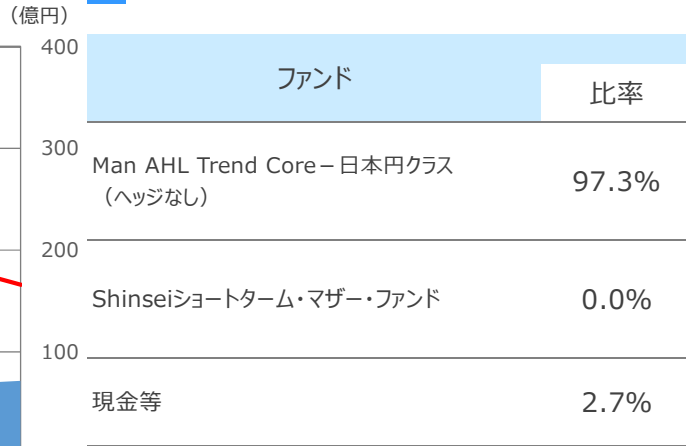 （億円）
400
300
200
100
ファンド
比率
Man AHL Trend Core－日本円クラス
（ヘッジなし）
97.3%
Shinseiショートターム・マザー・ファンド
0.0%
現金等
2.7%